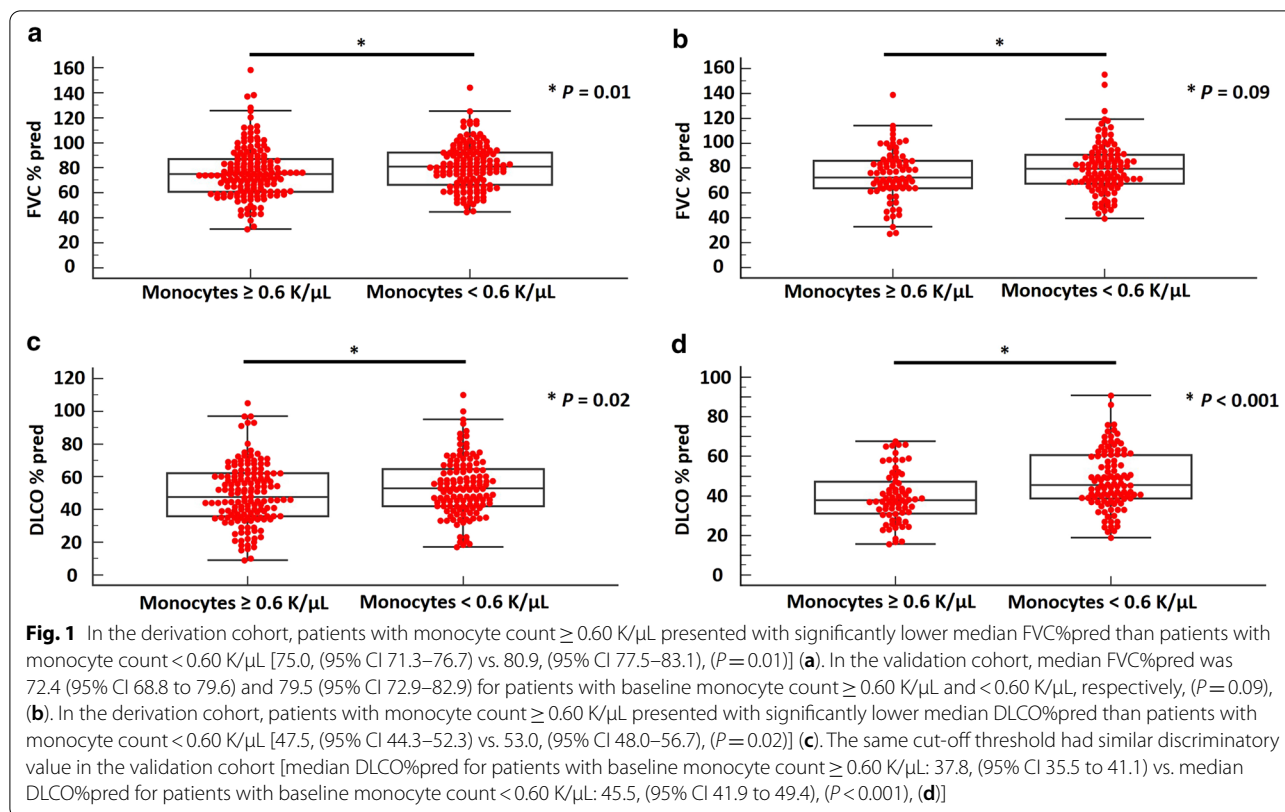 a
*
* P = 0.01
FVC % pred
160
140
120
100
80
60
40
20
0
Monocytes ≥ 0.6 K/µL Monocytes < 0.6 K/µL
b
*
* P = 0.09
FVC % pred
160
140
120
100
80
60
40
20
0
Monocytes ≥ 0.6 K/µL Monocytes < 0.6 K/µL
c
*
* P = 0.02
DLCO % pred
120
100
80
60
40
20
0
Monocytes ≥ 0.6 K/µL Monocytes < 0.6 K/µL
d
*
* P < 0.001
DLCO % pred
100
80
60
40
20
0
Monocytes ≥ 0.6 K/µL Monocytes < 0.6 K/µL
Fig. 1 In the derivation cohort, patients with monocyte count ≥ 0.60 K/µL presented with significantly lower median FVC%pred than patients with
monocyte count < 0.60 K/µL [75.0, (95% CI 71.3–76.7) vs. 80.9, (95% CI 77.5–83.1), (P = 0.01)] (a). In the validation cohort, median FVC%pred was
72.4 (95% CI 68.8 to 79.6) and 79.5 (95% CI 72.9–82.9) for patients with baseline monocyte count ≥ 0.60 K/µL and < 0.60 K/µL, respectively, (P = 0.09),
(b). In the derivation cohort, patients with monocyte count ≥ 0.60 K/µL presented with significantly lower median DLCO%pred than patients with
monocyte count < 0.60 K/µL [47.5, (95% CI 44.3–52.3) vs. 53.0, (95% CI 48.0–56.7), (P = 0.02)] (c). The same cut-off threshold had similar discriminatory
value in the validation cohort [median DLCO%pred for patients with baseline monocyte count ≥ 0.60 K/µL: 37.8, (95% CI 35.5 to 41.1) vs. median
DLCO%pred for patients with baseline monocyte count < 0.60 K/µL: 45.5, (95% CI 41.9 to 49.4), (P < 0.001), (d)]